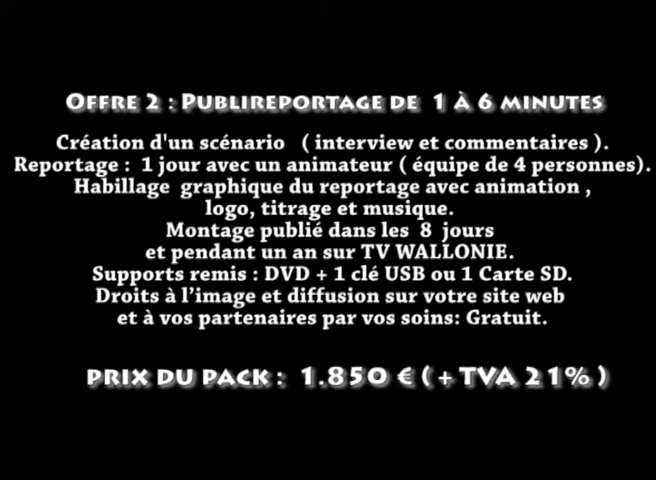 Offre 2 : Publireportage de 1 à 6 minutes
Création d'un scénario ( interview et commentaires ).
Reportage : 1 jour avec un animateur ( équipe de 4 personnes).
Habillage graphique du reportage avec animation ,
logo, titrage et musique.
Montage publié dans les 8 jours
et pendant un an sur TV WALLONIE.
Supports remis : DVD + 1 clé USB ou 1 Carte SD.
Droits à l’image et diffusion sur votre site web
et à vos partenaires par vos soins: Gratuit.
PRIX DU PACK : 1.850 € ( + TVA 21% )